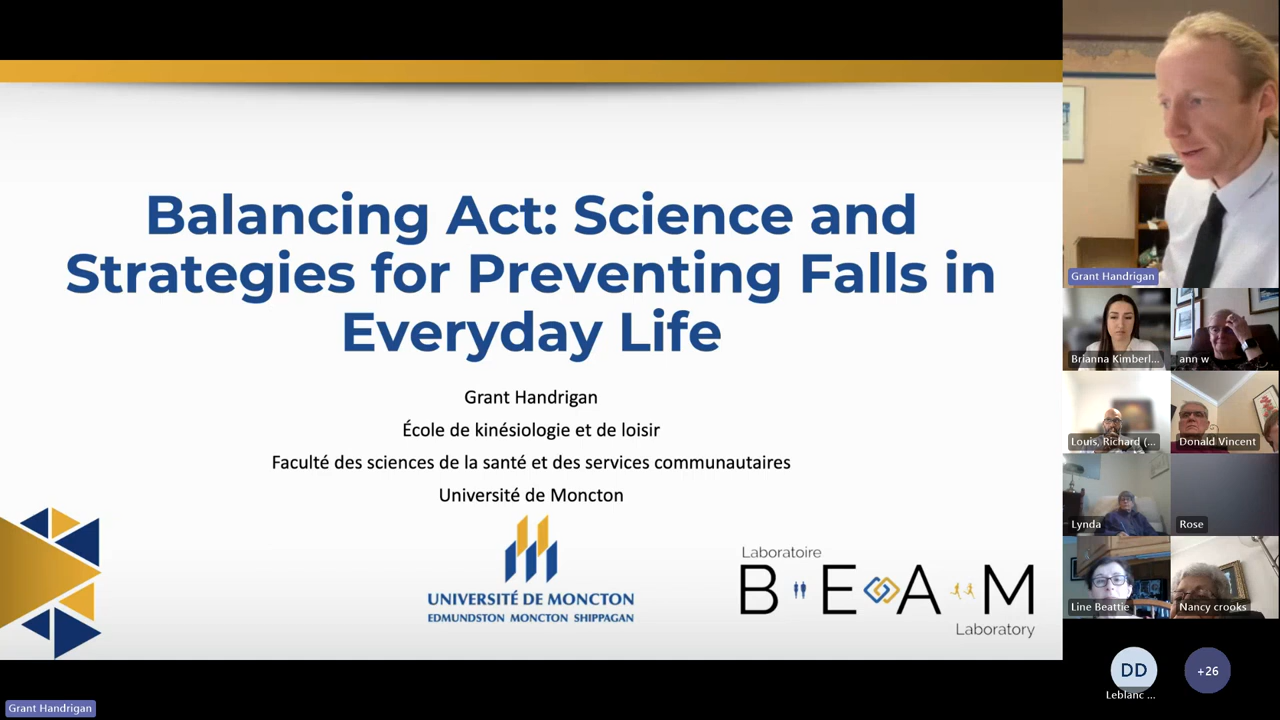 Balancing Act: Science and
Strategies for Preventing Falls in
Everyday Life
Grant Handrigan
École de kinésiologie et de loisir
Faculté des sciences de la santé et des services communautaires
Université de Moncton
UNIVERSITÉ DE MONCTON
EDMUNDSTON MONCTON SHIPPAGAN
Laboratoire
BEAM
Laboratory
Grant Handrigan
Grant Handrigan
Brianna Kimberl...
ann w
Louis, Richard (...
Donald Vincent
Lynda
Rose
Line Beattie
Nancy crooks
DD
Leblanc ...
+26